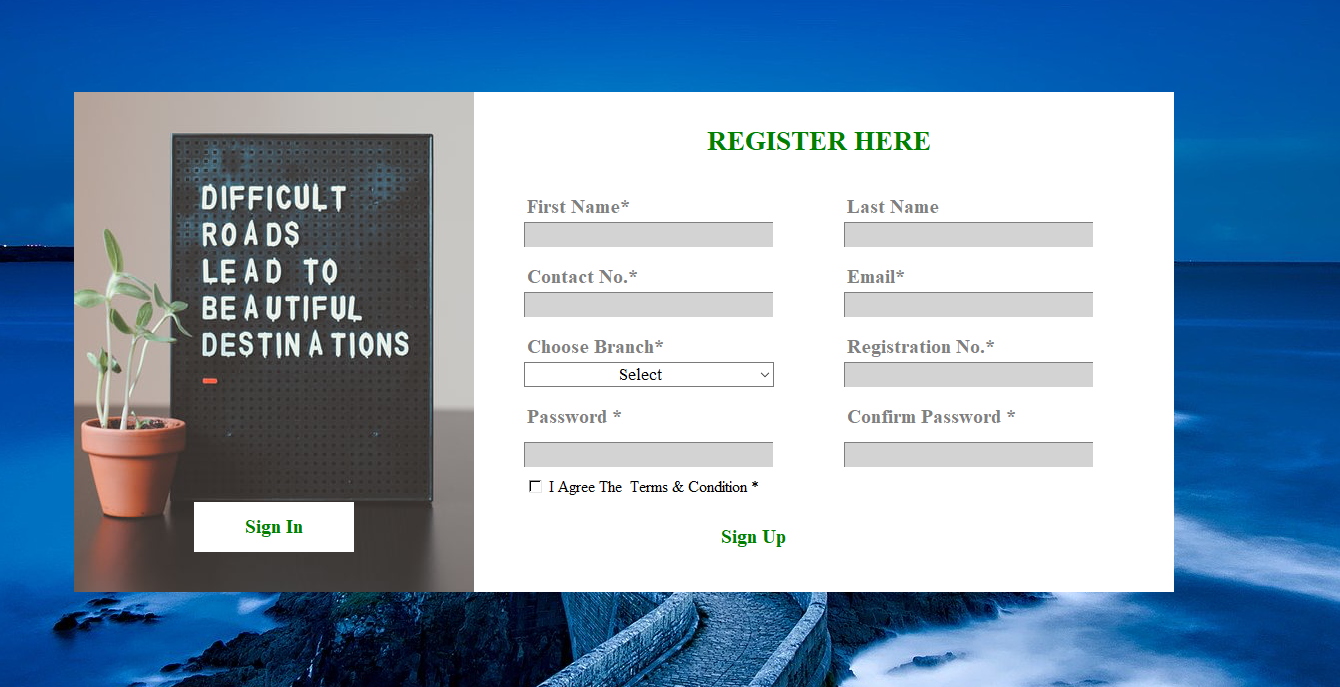 DIFFICULT
ROADS
LEAD TO
BEAUTIFUL
DESTINATIONS
Sign In
REGISTER HERE
First Name*
Last Name
Contact No.*
Email*
Choose Branch*
Registration No.*
Select
Password *
Confirm Password *
I Agree The  Terms & Condition *
Sign Up